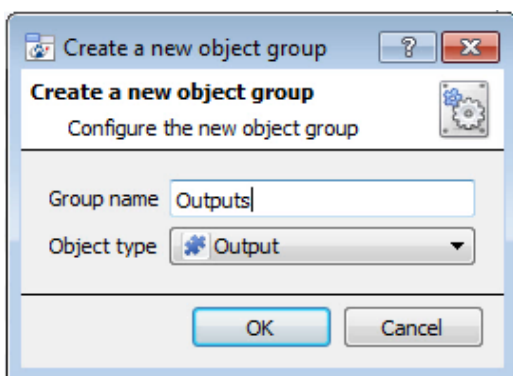 Create a new object group
Create a new object group
Configure the new object group
Group name Outputs
Object type Output
OK Cancel